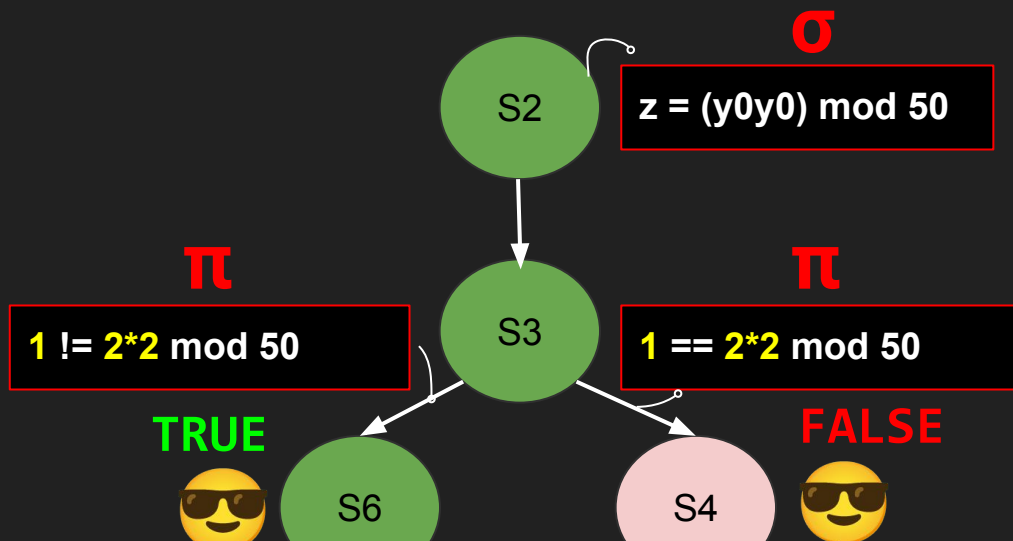 σ
S2
z = (y0y0) mod 50
π
π
1 != 2*2 mod 50
S3
1 == 2*2 mod 50
TRUE
FALSE
S6
S4